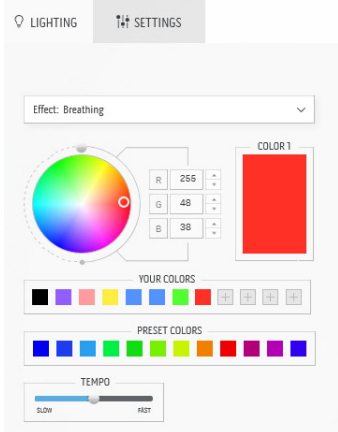 LIGHTING SETTINGS
Effect: Breathing
COLOR 1
R 255
G 48
B 38
YOUR COLORS
PRESET COLORS
TEMPO
SLOW FAST